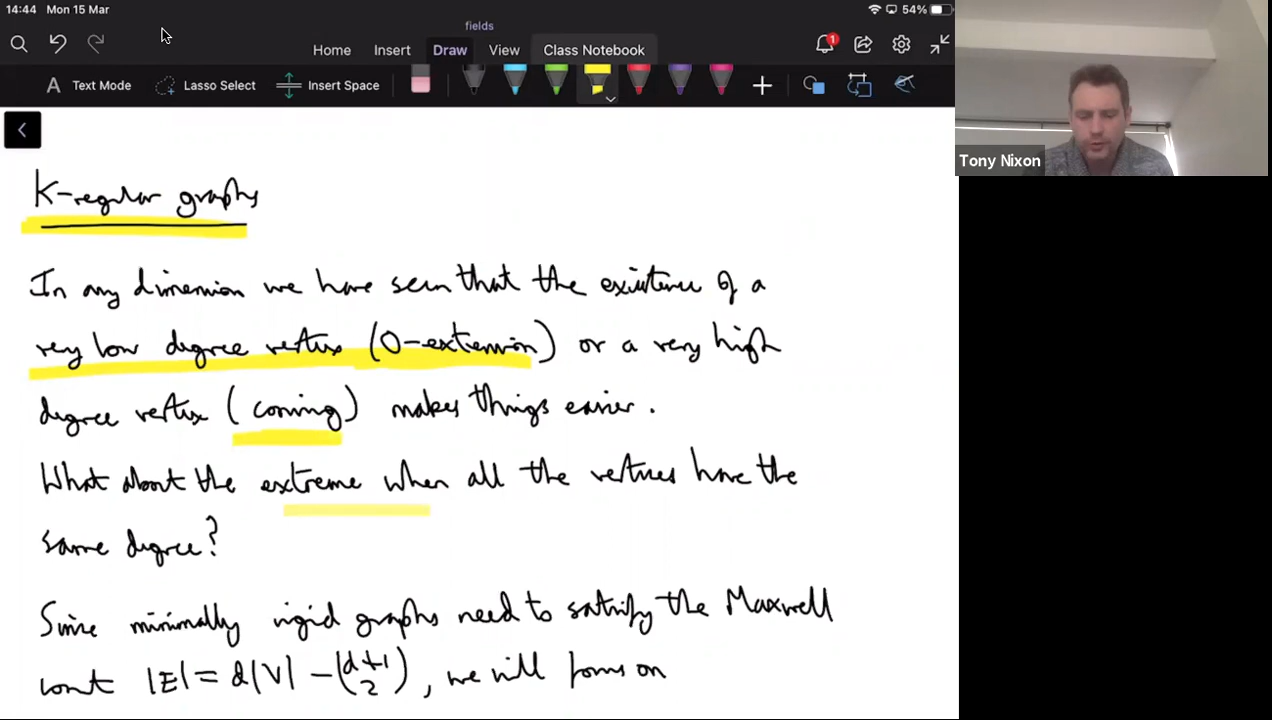 14:44 Mon 15 Mar
54%
fields
Home Insert Draw View Class Notebook
1
A Text Mode Lasso Select Insert Space
Tony Nixon
K-regular graphs
In any dimension we have seen that the existence of a
very low degree vertex (0-extension) or a very high
degree vertex (coning) makes things easier.
What about the extreme when all the vertices have the
same degree?
Since minimally rigid graphs need to satisfy the Maxwell
count |E| = d|V| - (d+1 2), we will focus on